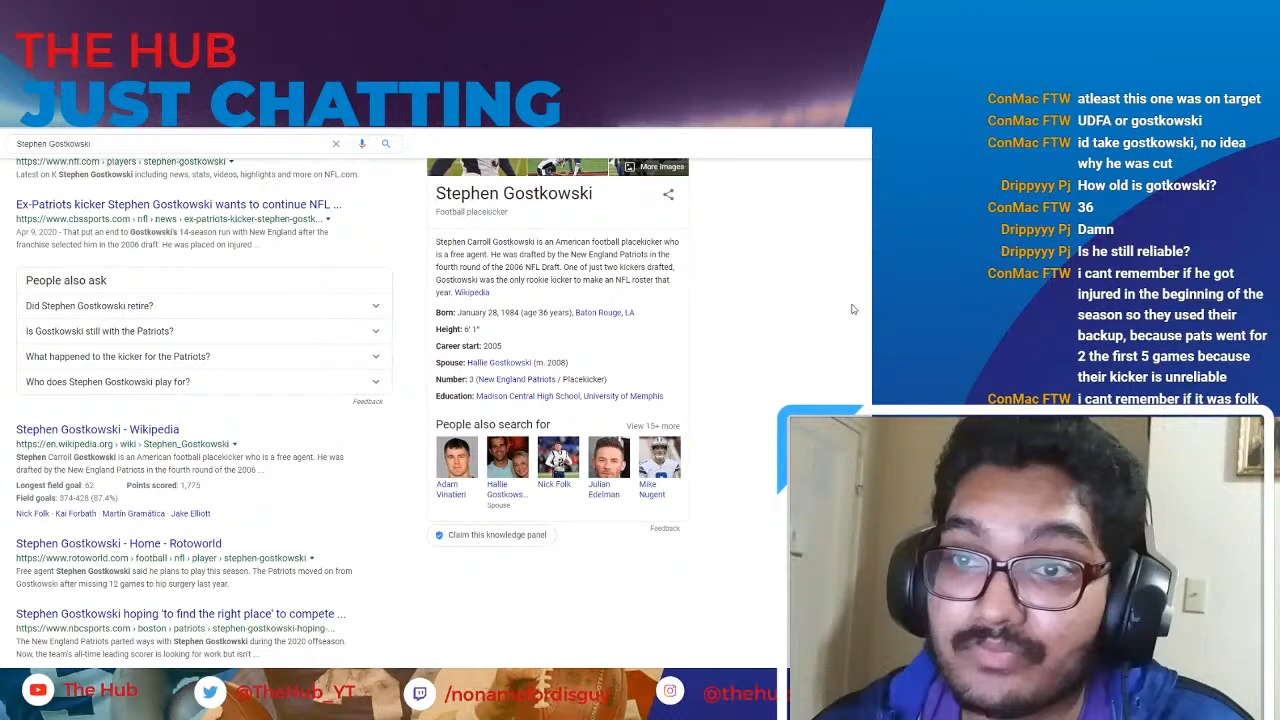 THE HUB
JUST CHATTING
Stephen Gostkowski
https://www.nfl.com › players › stephen-gostkowski
Latest on K Stephen Gostkowski including news, stats, videos, highlights and more on NFL.com.
Ex-Patriots kicker Stephen Gostkowski wants to continue NFL ...
https://www.cbssports.com › nfl › news › ex-patriots-kicker-stephen-gostk...
Apr 9, 2020 - That put an end to Gostkowski's 14-season run with New England after the
franchise selected him in the 2006 draft. He was placed on injured ...
People also ask
Did Stephen Gostkowski retire?
Is Gostkowski still with the Patriots?
What happened to the kicker for the Patriots?
Who does Stephen Gostkowski play for?
Feedback
Stephen Gostkowski - Wikipedia
https://en.wikipedia.org › wiki › Stephen_Gostkowski
Stephen Carroll Gostkowski is an American football placekicker who is a free agent. He was
drafted by the New England Patriots in the fourth round of the 2006 ...
Longest field goal: 62 Points scored: 1,775
Field goals: 374-428 (87.4%)
Nick Folk · Kai Forbath · Martín Gramática · Jake Elliott
Stephen Gostkowski - Home - Rotoworld
https://www.rotoworld.com › football › nfl › player › stephen-gostkowski
Free agent Stephen Gostkowski said he plans to play this season. The Patriots moved on from
Gostkowski after missing 12 games to hip surgery last year.
Stephen Gostkowski hoping 'to find the right place' to compete ...
https://www.nbcsports.com › boston › patriots › stephen-gostkowski-hoping-...
The New England Patriots parted ways with Stephen Gostkowski during the 2020 offseason.
Now, the team's all-time leading scorer is looking for work but isn't ...
More images
Stephen Gostkowski
Football placekicker
Stephen Carroll Gostkowski is an American football placekicker who
is a free agent. He was drafted by the New England Patriots in the
fourth round of the 2006 NFL Draft. One of just two kickers drafted,
Gostkowski was the only rookie kicker to make an NFL roster that
year. Wikipedia
Born: January 28, 1984 (age 36 years), Baton Rouge, LA
Height: 6′ 1″
Career start: 2005
Spouse: Hallie Gostkowski (m. 2008)
Number: 3 (New England Patriots / Placekicker)
Education: Madison Central High School, University of Memphis
People also search for
View 15+ more
Adam Vinatieri
Hallie Gostkows...
Spouse
Nick Folk
Julian Edelman
Mike Nugent
Feedback
Claim this knowledge panel
ConMac FTW atleast this one was on target
ConMac FTW UDFA or gostkowski
ConMac FTW id take gostkowski, no idea
why he was cut
Drippyyy Pj How old is gotkowski?
ConMac FTW 36
Drippyyy Pj Damn
Drippyyy Pj Is he still reliable?
ConMac FTW i cant remember if he got
injured in the beginning of the
season so they used their
backup, because pats went for
2 the first 5 games because
their kicker is unreliable
ConMac FTW i cant remember if it was folk
The Hub
@TheHub_YT
/nonamefordisguy
@thehu